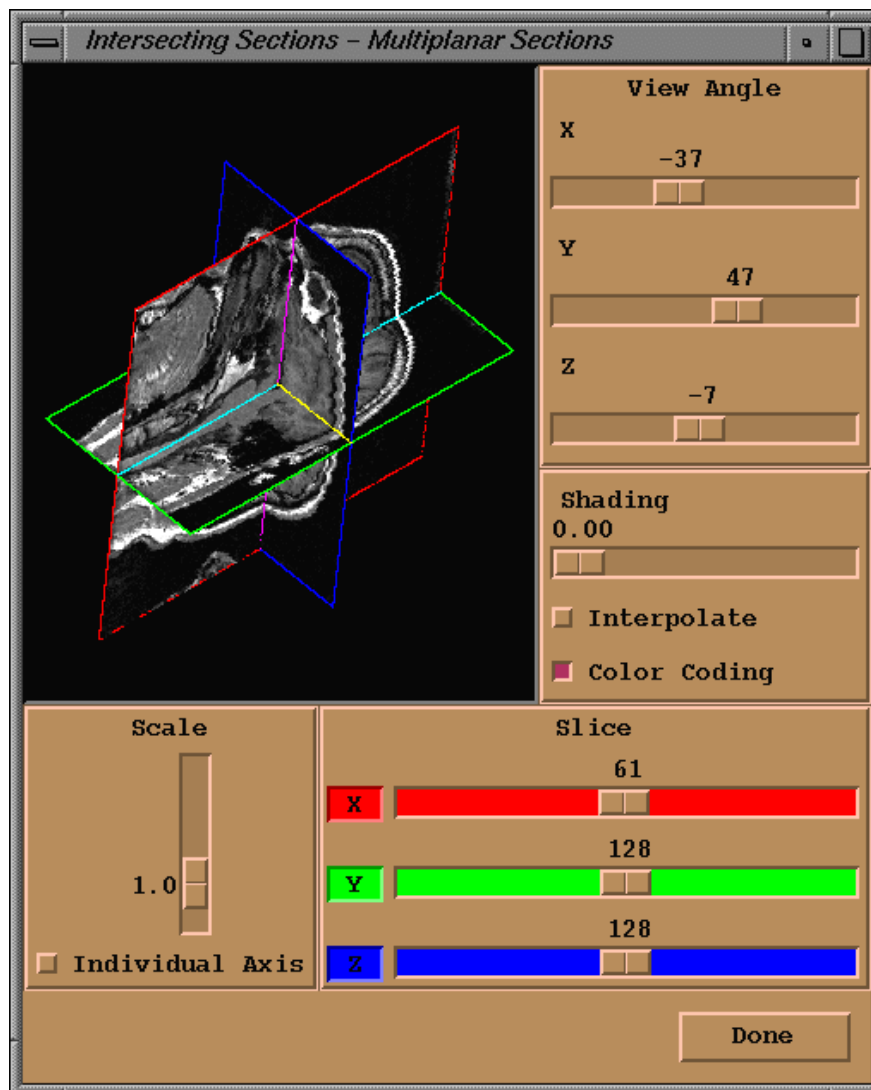 Intersecting Sections – Multiplanar Sections
View Angle
X
-37
Y
47
Z
-7
Shading
0.00
Interpolate
Color Coding
Scale
1.0
Individual Axis
Slice
61
X
128
Y
128
Z
Done